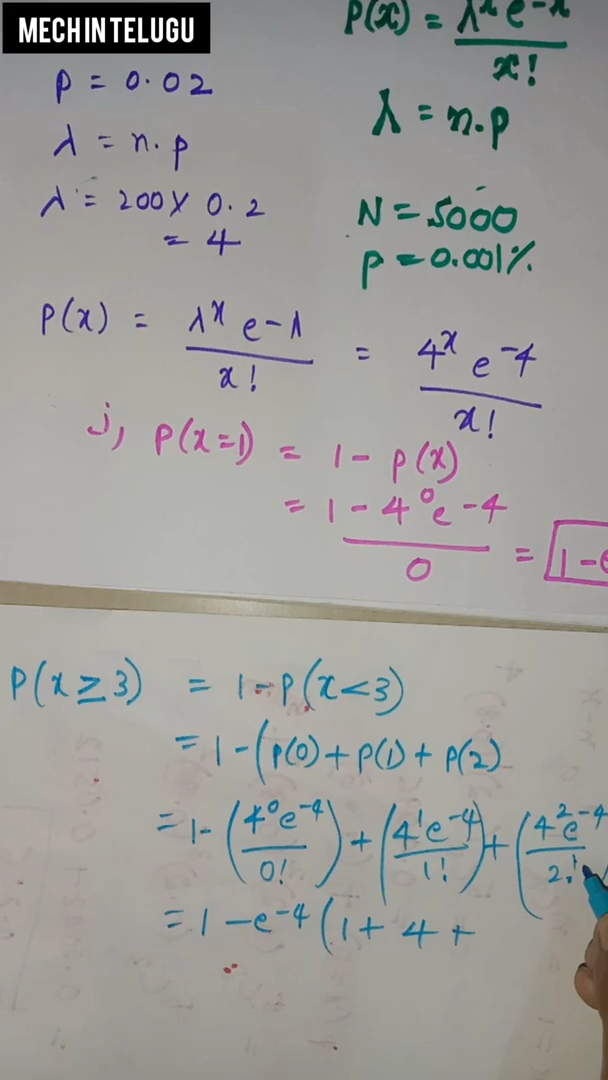 MECH IN TELUGU
P(x) = λ^x e^-λ / x!
p = 0.02
λ = n.p
λ = n.p
λ = 200 x 0.2
= 4
N = 5000
p = 0.001%
P(x) = λ^x e-λ / x! = 4^x e^-4 / x!
P(x=1) = 1 - P(x)
= 1 - 4^0 e-4 / 0 = 1-e
P(x ≥ 3) = 1 - P(x<3)
= 1 - (P(0) + P(1) + P(2)
= 1 - (4^0 e^-4 / 0!) + (4^1 e^-4 / 1!) + (4^2 e^-4 / 2!
= 1 - e^-4 (1 + 4 +